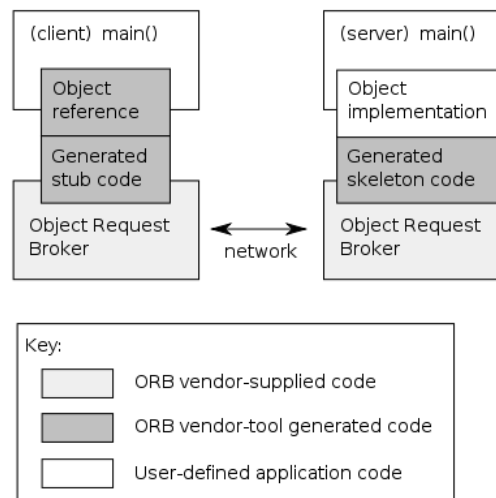 (client) main()
Object
reference
Generated
stub code
Object Request
Broker
network
(server) main()
Object
implementation
Generated
skeleton code
Object Request
Broker
Key:
ORB vendor-supplied code
ORB vendor-tool generated code
User-defined application code